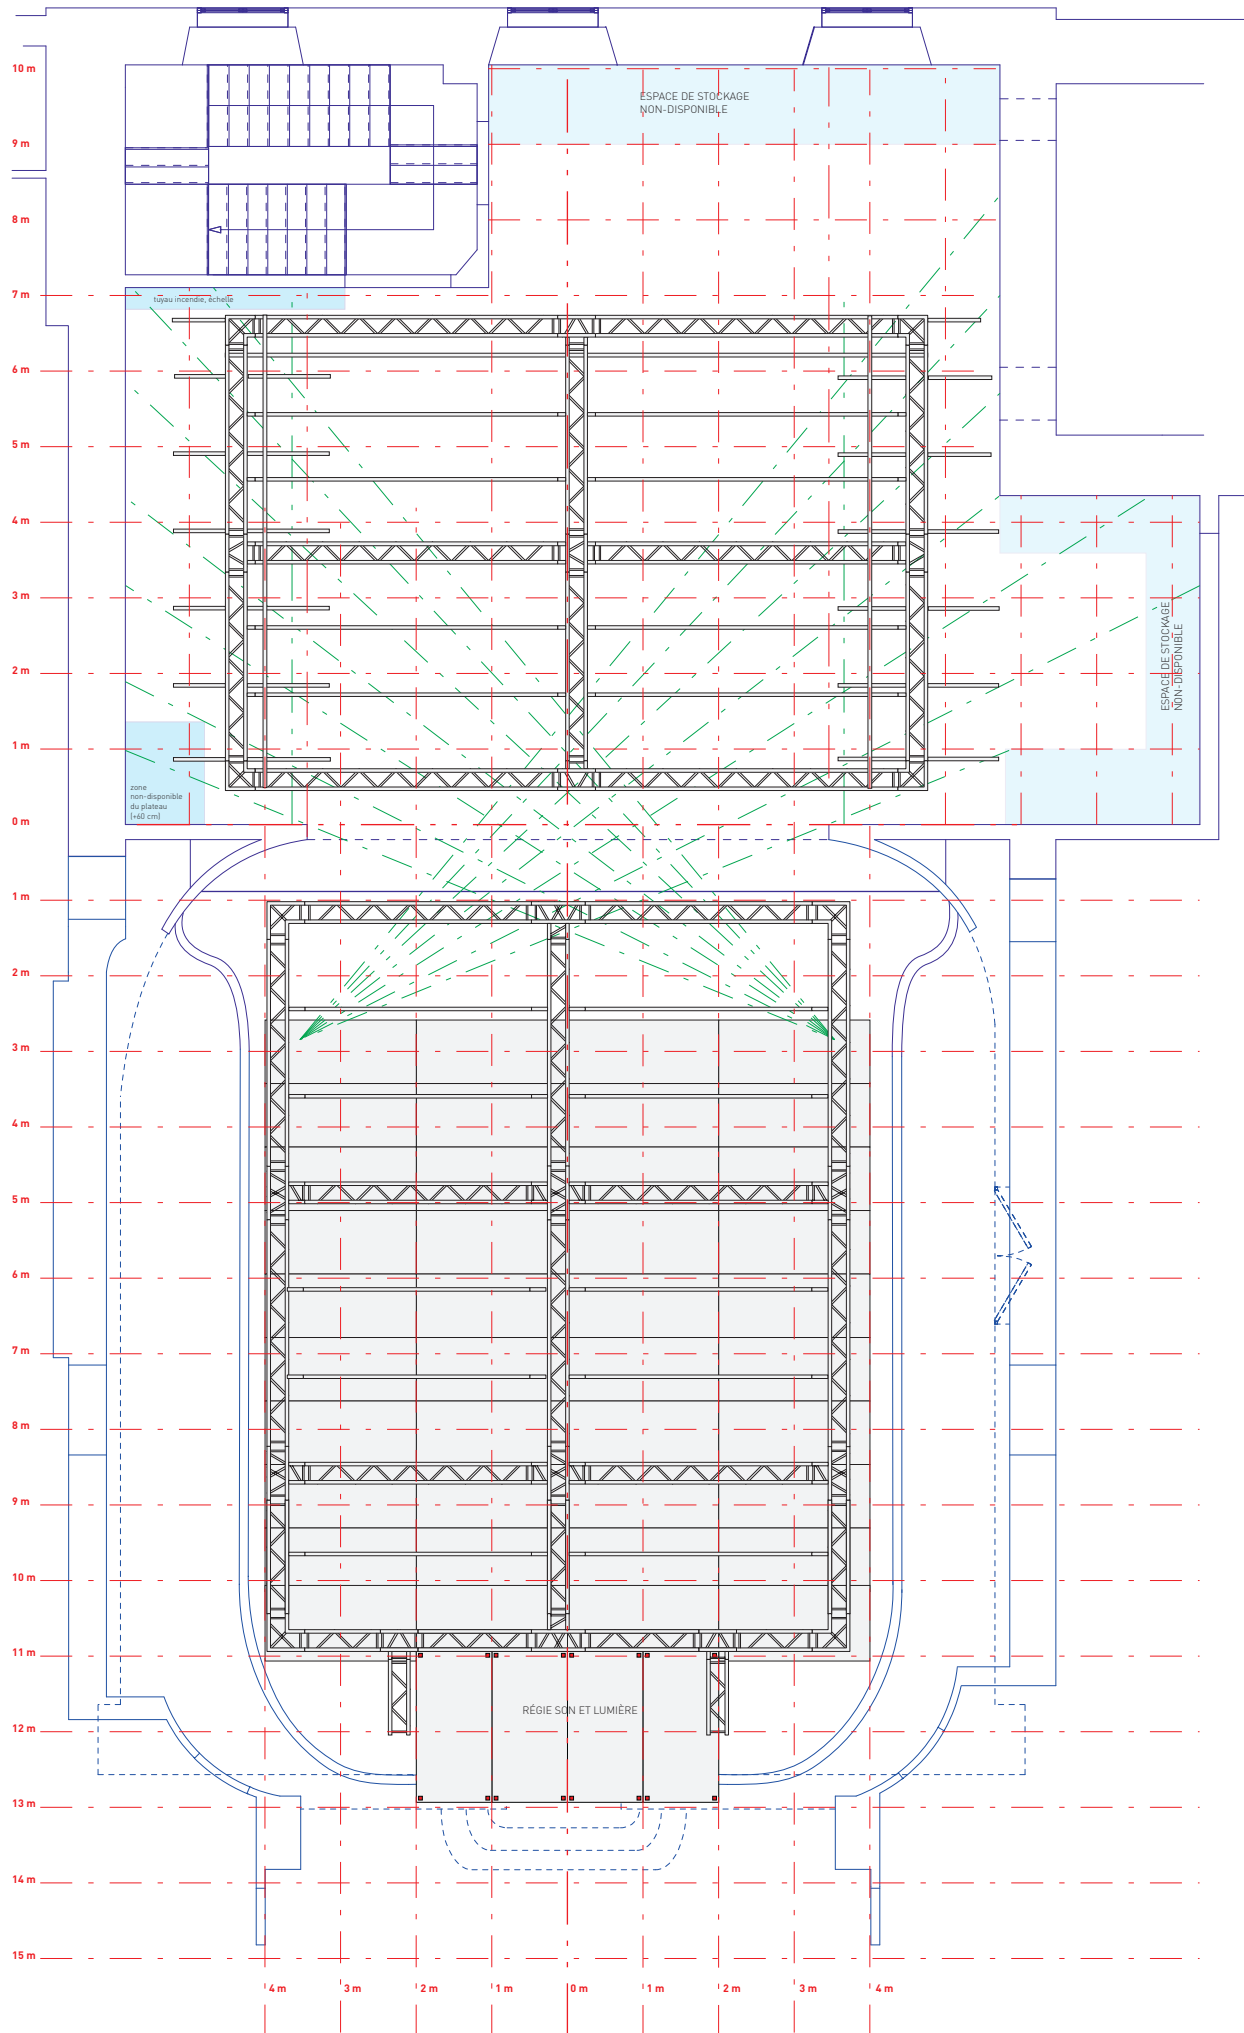 10 m
ESPACE DE STOCKAGE
NON-DISPONIBLE
9 m
8 m
7 m
tuyau incendie, échelle
6 m
5 m
4 m
3 m
ESPACE DE STOCKAGE
NON-DISPONIBLE
2 m
1 m
zone
non-disponible
du plateau
(+60 cm)
0 m
1 m
2 m
3 m
4 m
5 m
6 m
7 m
8 m
9 m
10 m
11 m
RÉGIE SON ET LUMIÈRE
12 m
13 m
14 m
15 m
4 m 3 m 2 m 1 m 0 m 1 m 2 m 3 m 4 m